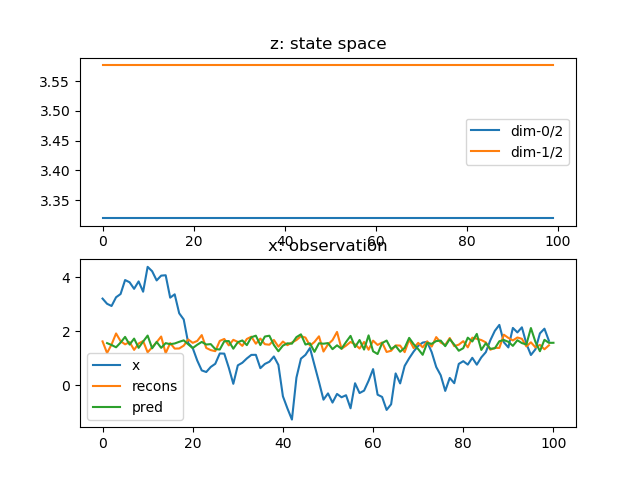 z: state space
3.55
3.50
3.45
3.40
3.35
dim-0/2
dim-1/2
0 20 40 60 80 100
x: observation
4
2
0
x
recons
pred
0 20 40 60 80 100